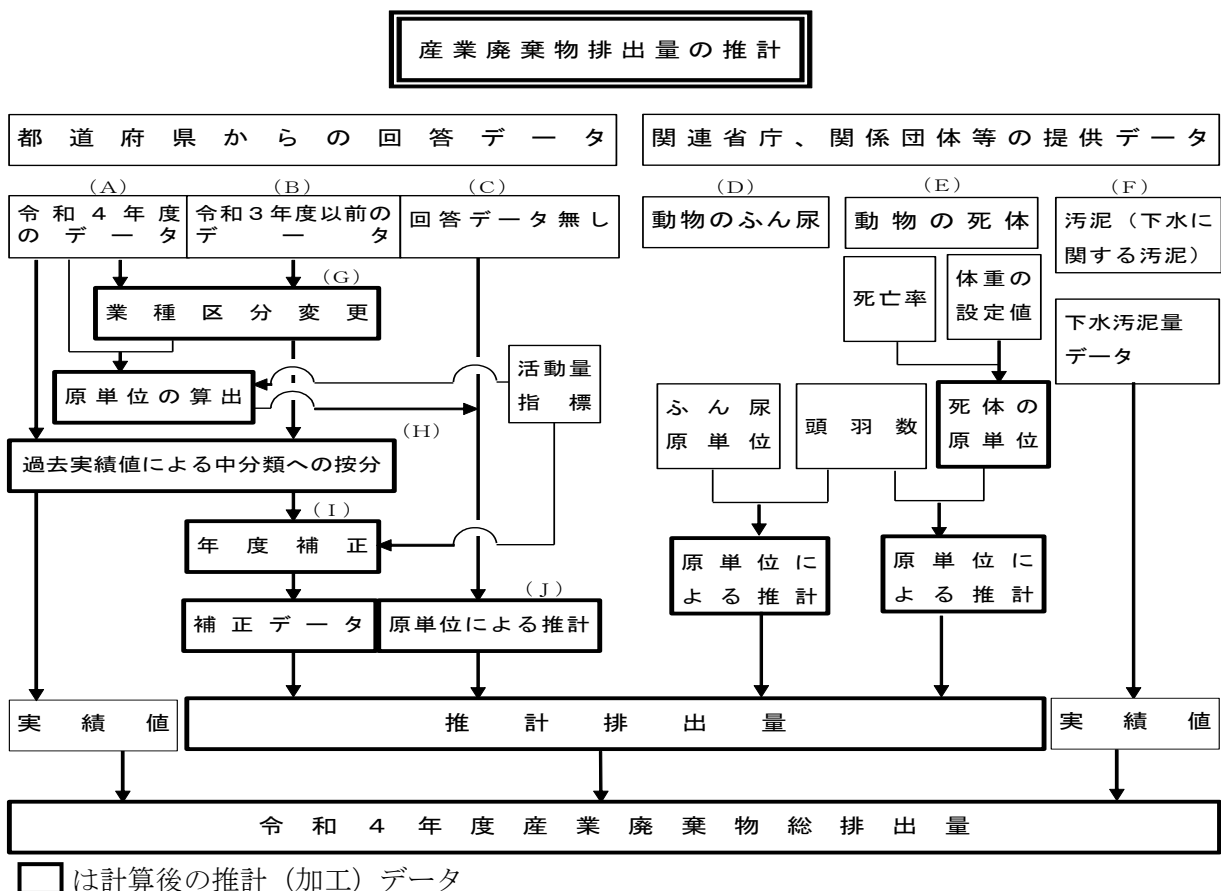 産業廃棄物排出量の推計
都道府県からの回答データ
関連省庁、関係団体等の提供データ
(A)
(B)
(C)
(D)
(E)
(F)
令和４年度
のデータ
令和３年度以前の
データ
回答データ無し
動物のふん尿
動物の死体
汚泥（下水に
関する汚泥）
(G)
業種区分変更
死亡率
体重の
設定値
下水汚泥量
データ
原単位の算出
活動量
指標
ふん尿
原単位
頭羽数
死体の
原単位
(H)
過去実績値による中分類への按分
(I)
年度補正
原単位に
よる推計
原単位に
よる推計
(J)
補正データ
原単位による推計
実績値
推計排出量
実績値
令和４年度産業廃棄物総排出量
は計算後の推計（加工）データ